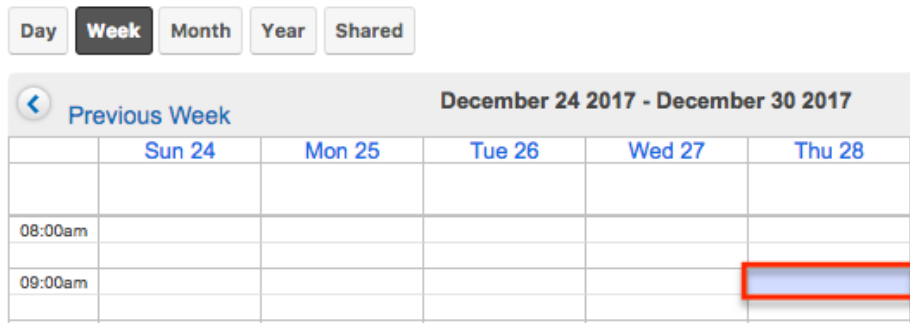 Day Week Month Year Shared
Previous Week December 24 2017 - December 30 2017
Sun 24 Mon 25 Tue 26 Wed 27 Thu 28
08:00am
09:00am